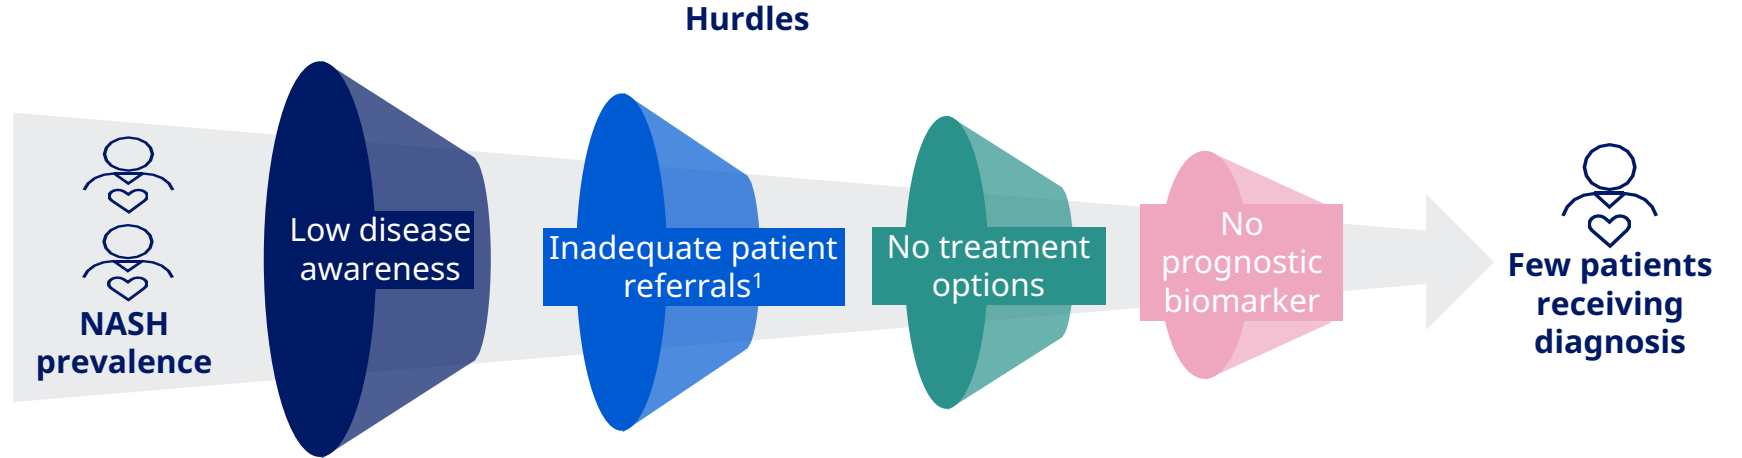 Hurdles
NASH
prevalence
Low disease
awareness
Inadequate patient
referrals¹
No treatment
options
No
prognostic
biomarker
Few patients
receiving
diagnosis